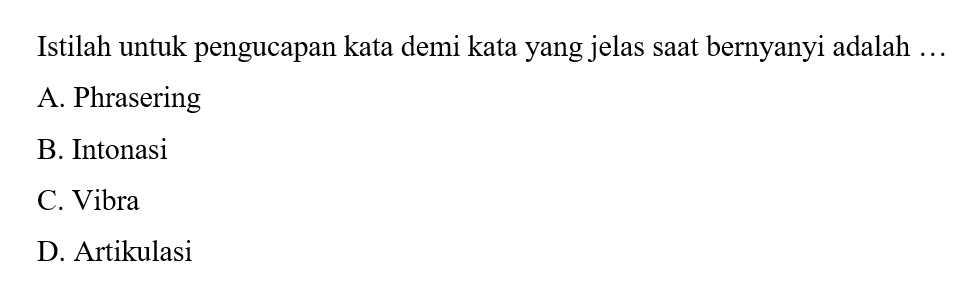 Istilah untuk pengucapan kata demi kata yang jelas saat bernyanyi adalah …
A. Phrasering
B. Intonasi
C. Vibra
D. Artikulasi